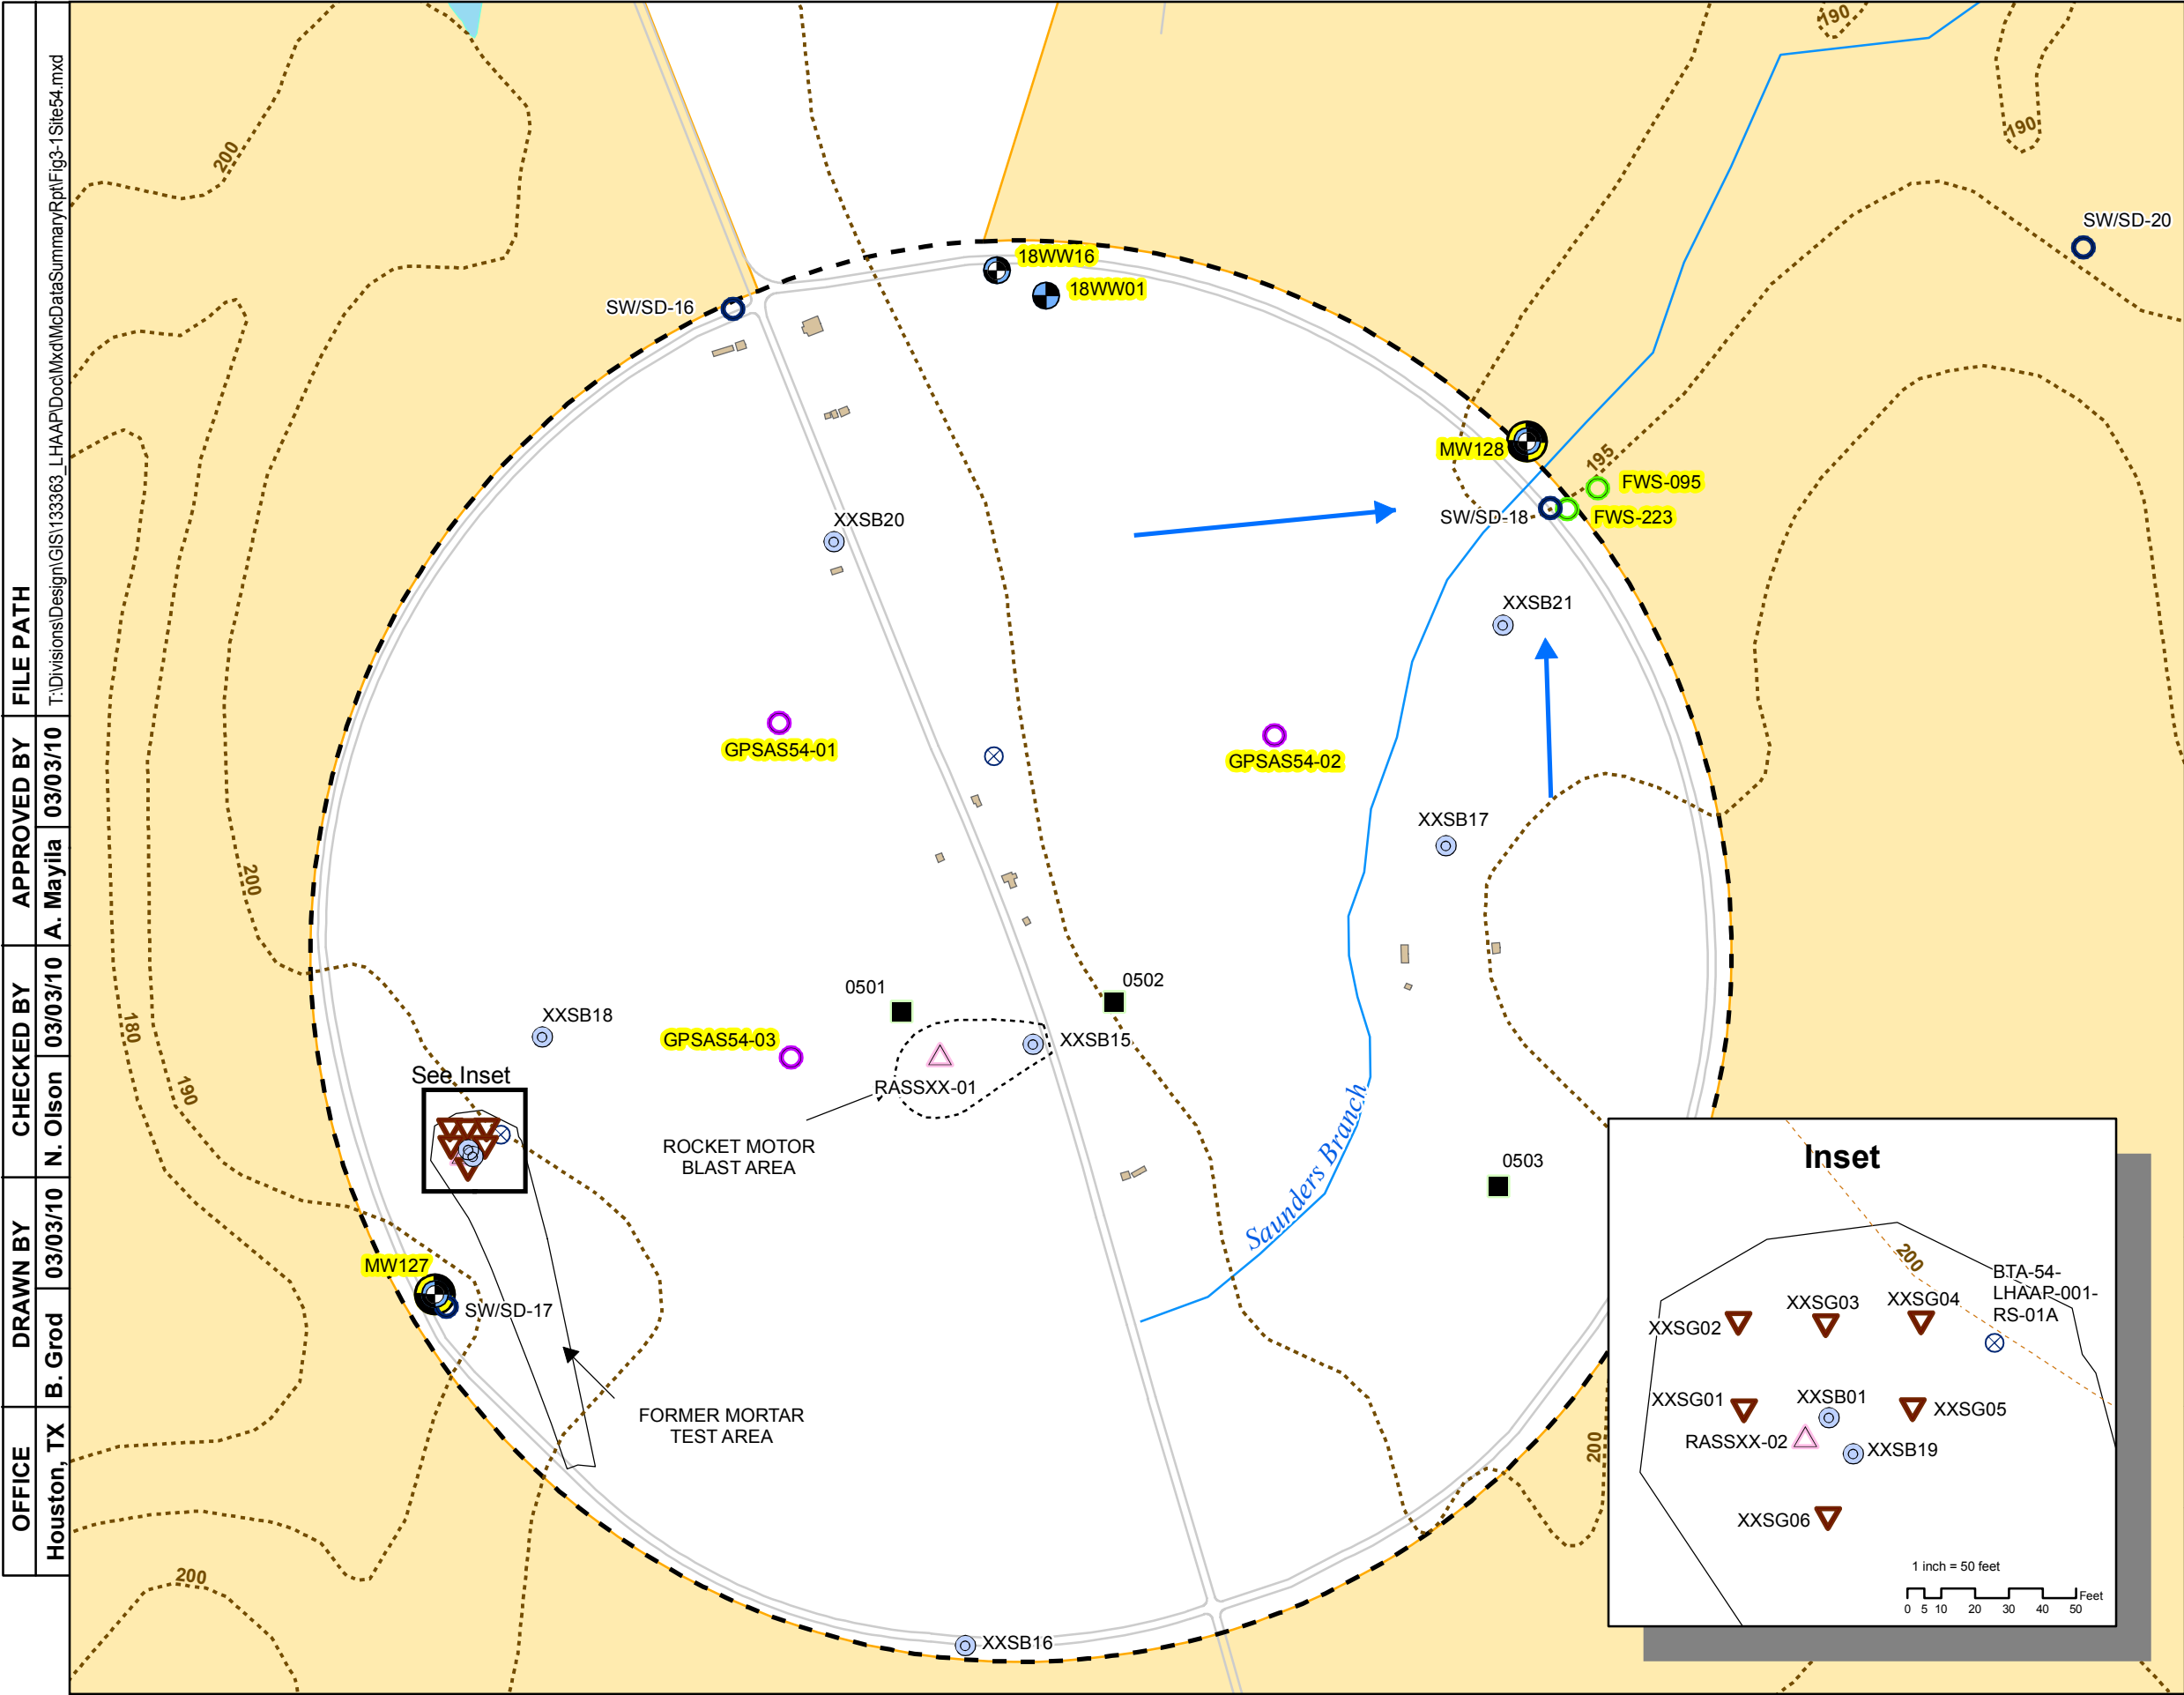 FILE PATH
T:\Divisions\Design\GIS\133363_LHAAP\Doc\Mxd\McDataSummaryRpt\Fig3-1Site54.mxd
APPROVED BY
A. Mayila
03/03/10
CHECKED BY
N. Olson
03/03/10
DRAWN BY
B. Grod
03/03/10
OFFICE
Houston, TX
200
190
190
SW/SD-20
18WW16
18WW01
SW/SD-16
MW128
195
FWS-095
FWS-223
SW/SD-18
XXSB20
XXSB21
GPSAS54-01
GPSAS54-02
XXSB17
200
0501
0502
XXSB18
GPSAS54-03
XXSB15
180
190
See Inset
RASSXX-01
ROCKET MOTOR
BLAST AREA
Saunders Branch
0503
MW127
SW/SD-17
FORMER MORTAR
TEST AREA
200
200
XXSB16
Inset
200
BTA-54-
LHAAP-001-
RS-01A
XXSG02
XXSG03
XXSG04
XXSG01
XXSB01
XXSG05
RASSXX-02
XXSB19
XXSG06
1 inch = 50 feet
0 5 10 20 30 40 50 Feet